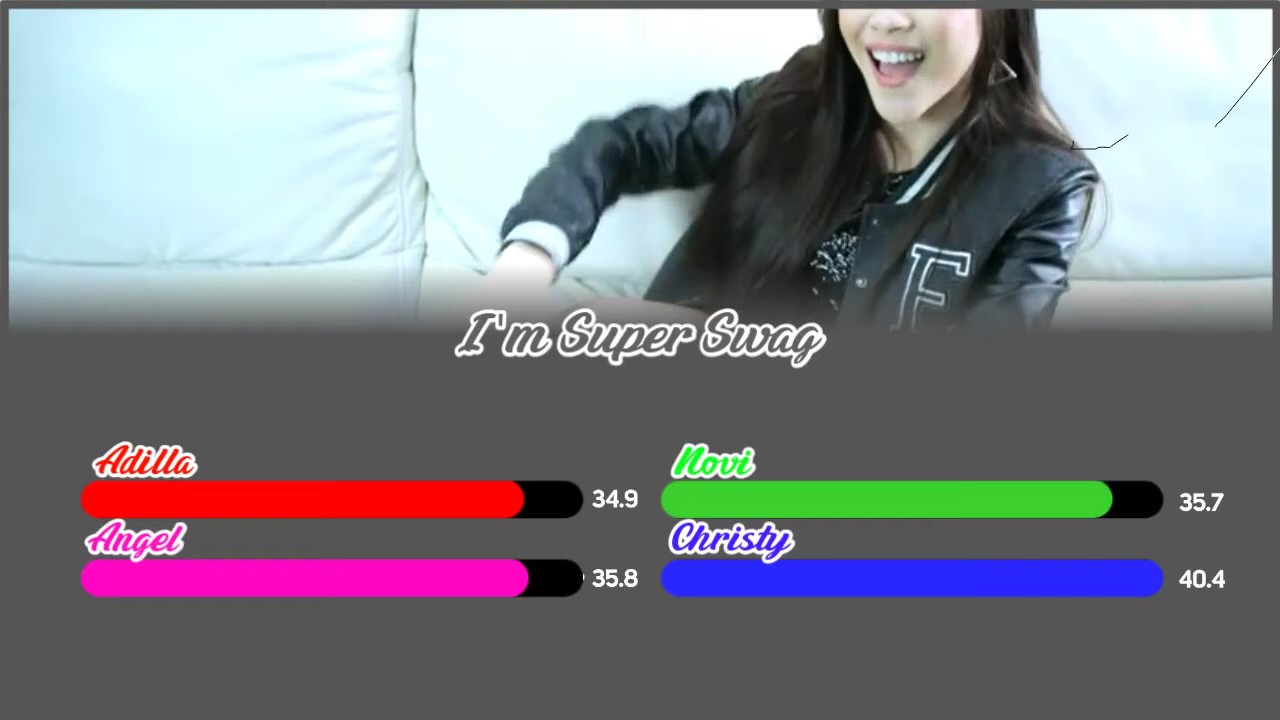 E
I'm Super Swag
Adilla
34.9
Novi
35.7
Angel
35.8
Christy
40.4